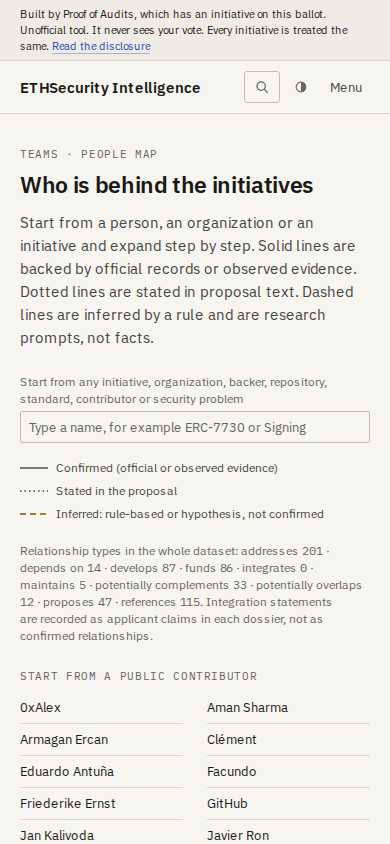 Built by Proof of Audits, which has an initiative on this ballot.
Unofficial tool. It never sees your vote. Every initiative is treated the
same. Read the disclosure
ETHSecurity Intelligence
Menu
TEAMS · PEOPLE MAP
Who is behind the initiatives
Start from a person, an organization or an
initiative and expand step by step. Solid lines are
backed by official records or observed evidence.
Dotted lines are stated in proposal text. Dashed
lines are inferred by a rule and are research
prompts, not facts.
Start from any initiative, organization, backer, repository,
standard, contributor or security problem
Type a name, for example ERC-7730 or Signing
Confirmed (official or observed evidence)
Stated in the proposal
Inferred: rule-based or hypothesis, not confirmed
Relationship types in the whole dataset: addresses 201 ·
depends on 14 · develops 87 · funds 86 · integrates 0 ·
maintains 5 · potentially complements 33 · potentially overlaps
12 · proposes 47 · references 115. Integration statements
are recorded as applicant claims in each dossier, not as
confirmed relationships.
START FROM A PUBLIC CONTRIBUTOR
0xAlex
Aman Sharma
Armagan Ercan
Clément
Eduardo Antuña
Facundo
Friederike Ernst
GitHub
Jan Kalivoda
Javier Ron